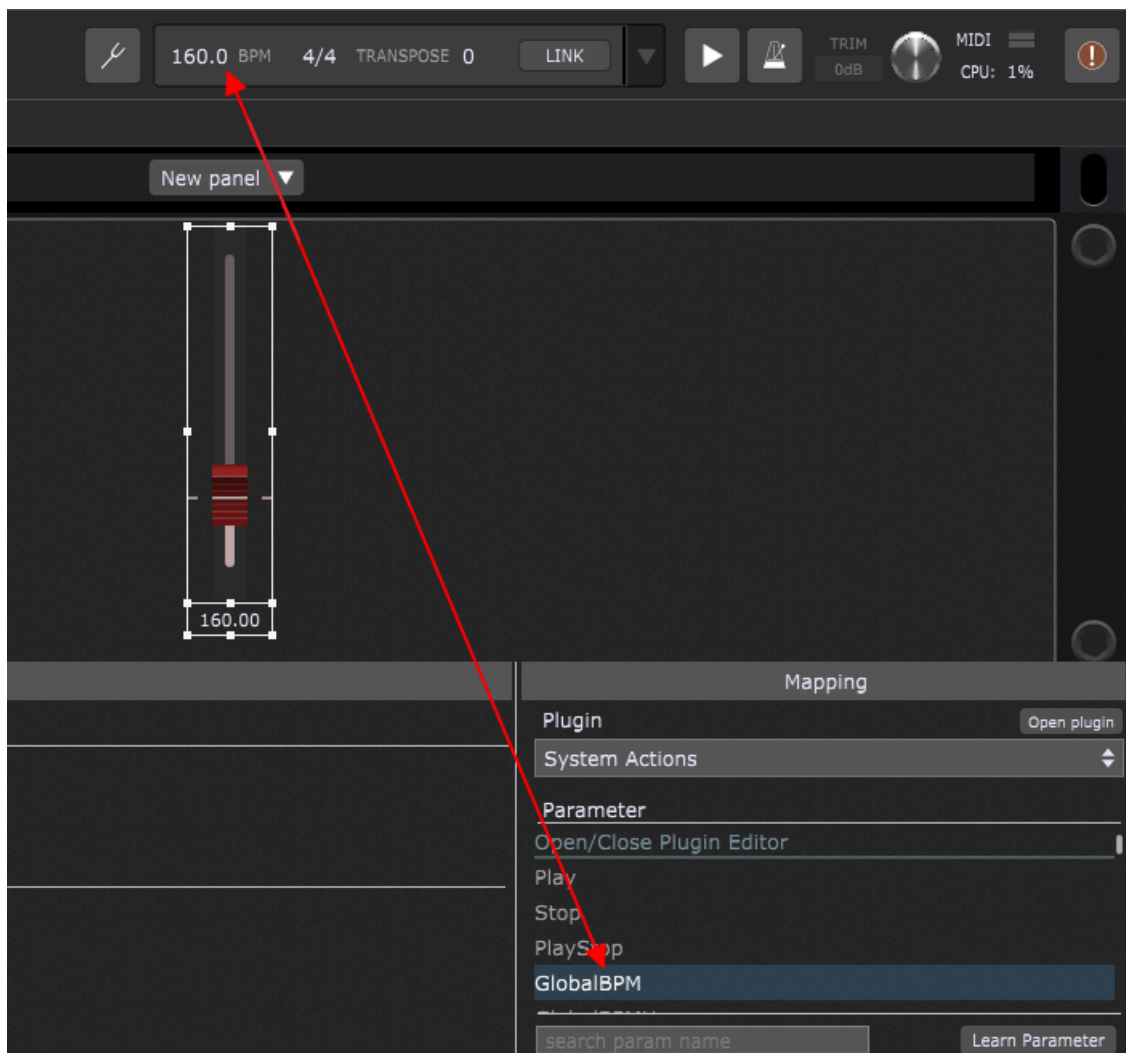 160.0 BPM 4/4 TRANSPOSE 0 LINK TRIM 0dB MIDI CPU: 1%
New panel
160.00
Mapping
Plugin Open plugin
System Actions
Parameter
Open/Close Plugin Editor
Play
Stop
PlayStop
GlobalBPM
search param name Learn Parameter